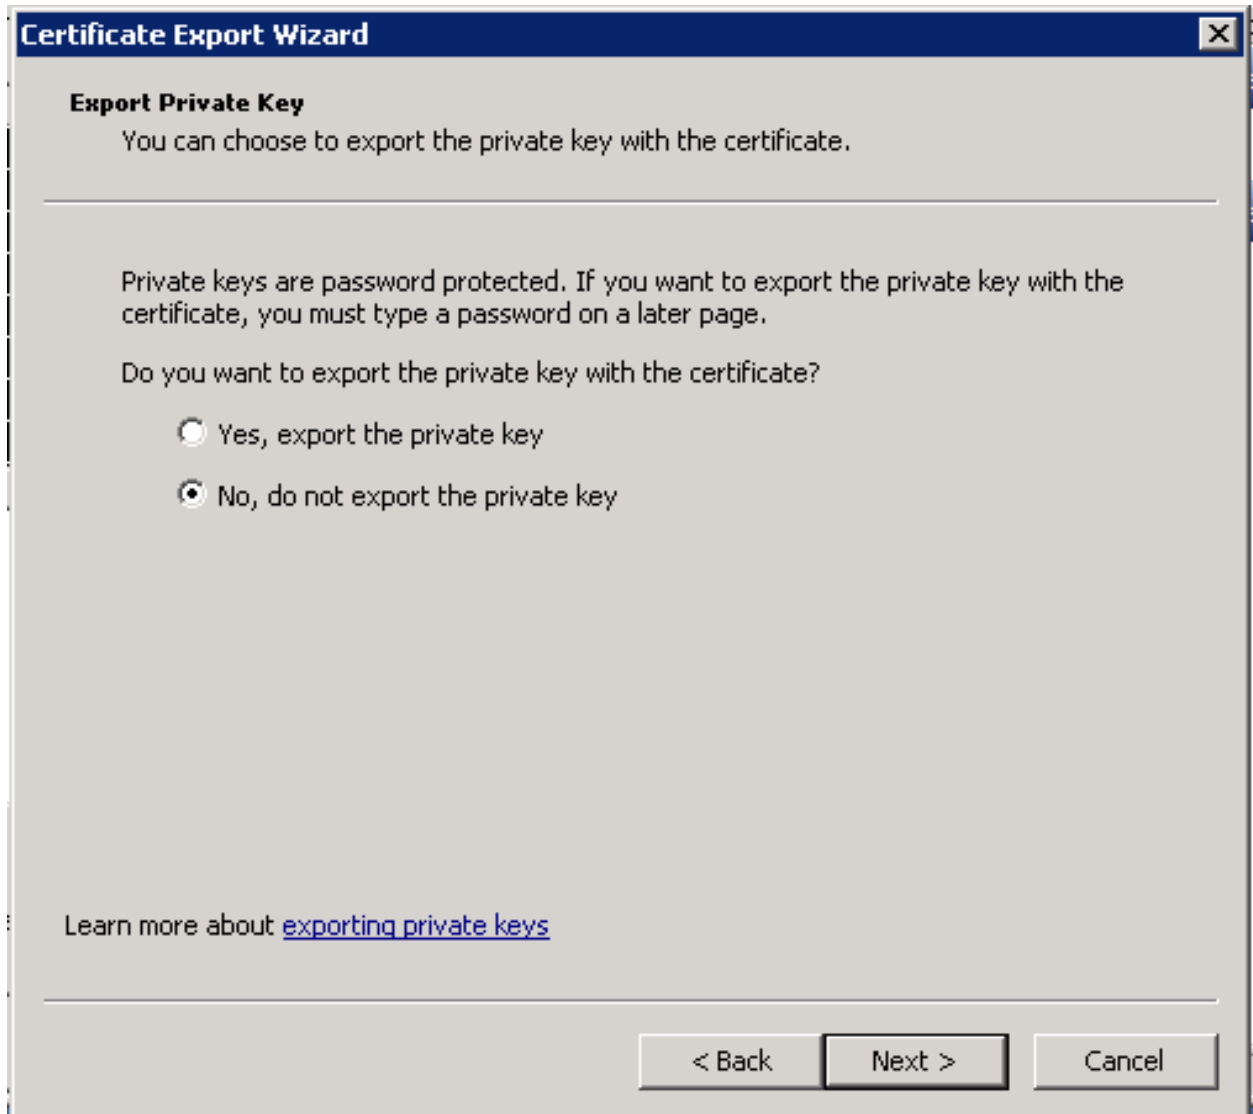 Certificate Export Wizard
Export Private Key
You can choose to export the private key with the certificate.
Private keys are password protected. If you want to export the private key with the
certificate, you must type a password on a later page.
Do you want to export the private key with the certificate?
Yes, export the private key
No, do not export the private key
Learn more about exporting private keys
< Back Next > Cancel